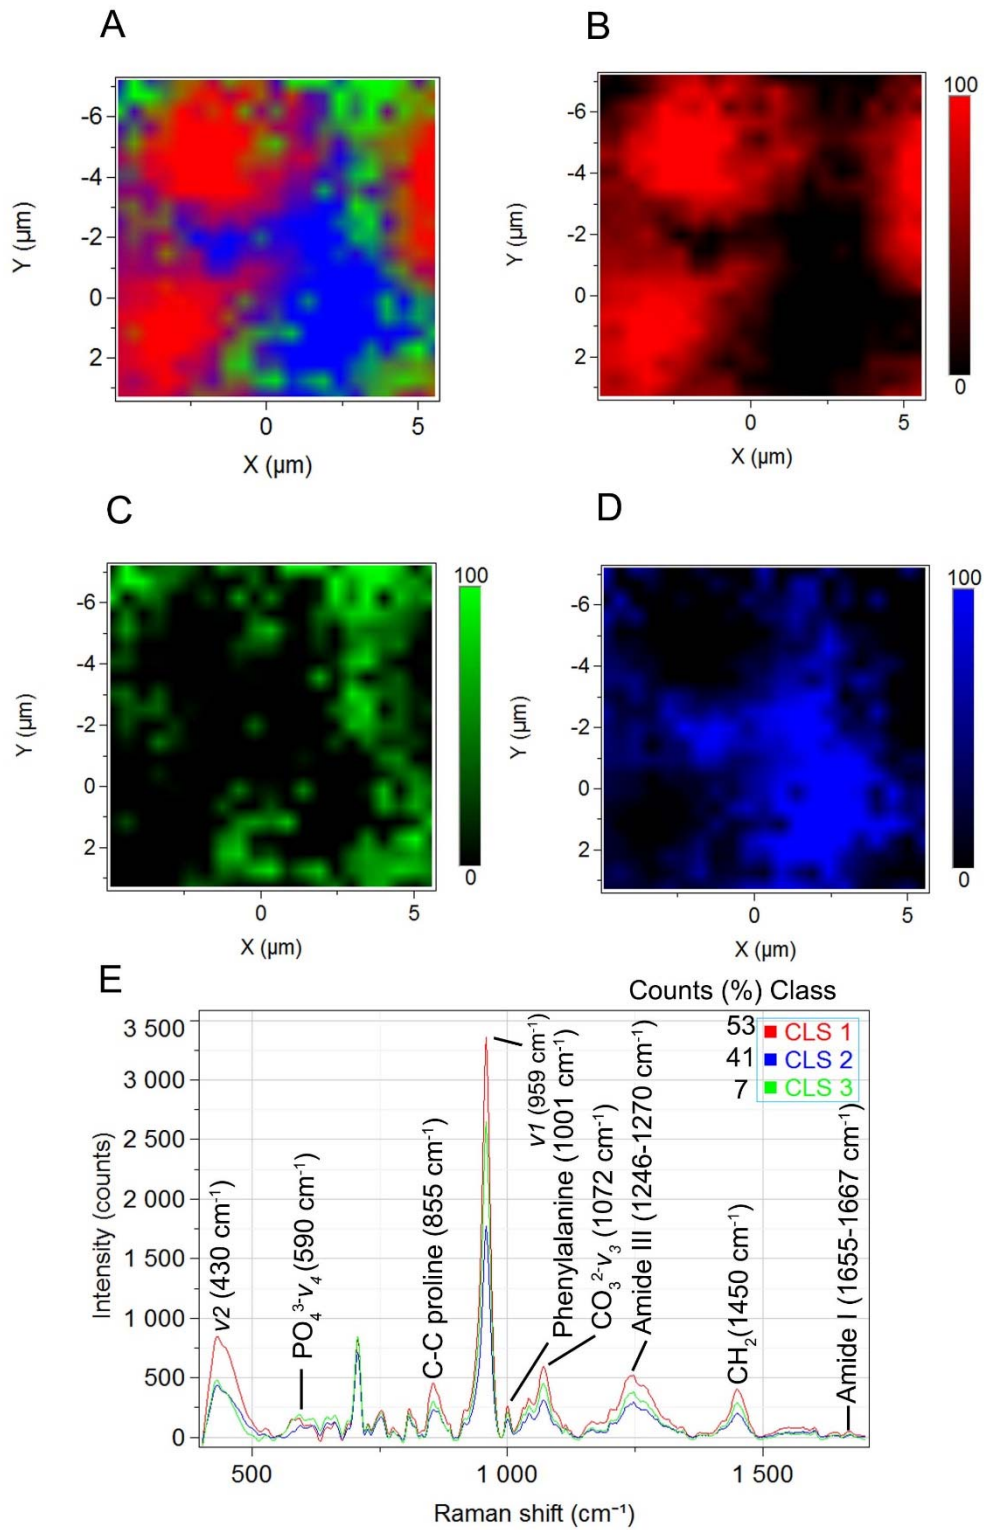 A
-6
-4
-2
0
2
Y (µm)
0
5
X (µm)
B
-6
-4
-2
0
2
Y (µm)
0
5
X (µm)
100
0
C
-6
-4
-2
0
2
Y (µm)
0
5
X (µm)
100
0
D
-6
-4
-2
0
2
Y (µm)
0
5
X (µm)
100
0
E
Counts (%) Class
53 CLS 1
41 CLS 2
7 CLS 3
3 500
3 000
2 500
2 000
1 500
1 000
500
0
Intensity (counts)
v2 (430 cm⁻¹)
PO₄³⁻v₄ (590 cm⁻¹)
C-C proline (855 cm⁻¹)
v1 (959 cm⁻¹)
Phenylalanine (1001 cm⁻¹)
CO₃²⁻v₃ (1072 cm⁻¹)
Amide III (1246-1270 cm⁻¹)
CH₂(1450 cm⁻¹)
Amide I (1655-1667 cm⁻¹)
500
1 000
1 500
Raman shift (cm⁻¹)